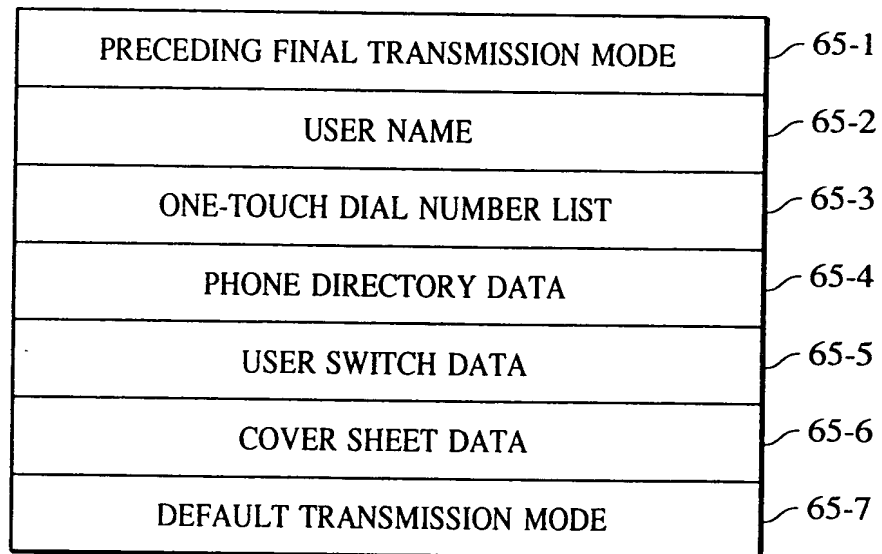 PRECEDING FINAL TRANSMISSION MODE 65-1
USER NAME 65-2
ONE-TOUCH DIAL NUMBER LIST 65-3
PHONE DIRECTORY DATA 65-4
USER SWITCH DATA 65-5
COVER SHEET DATA 65-6
DEFAULT TRANSMISSION MODE 65-7